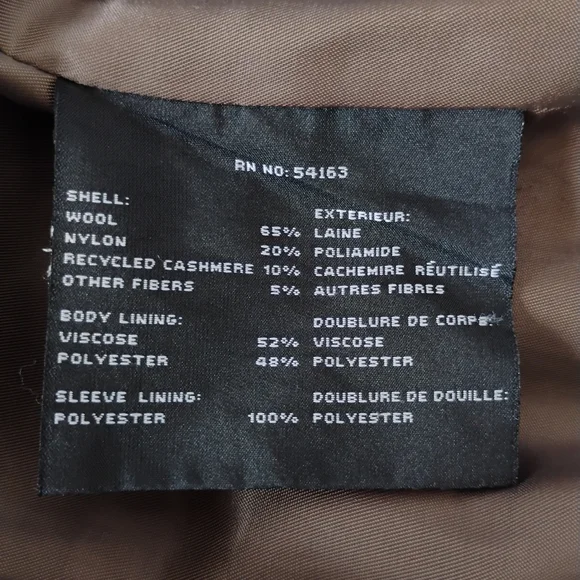 RN NO: 54163
SHELL: EXTERIEUR:
WOOL 65% LAINE
NYLON 20% POLIAMIDE
RECYCLED CASHMERE 10% CACHEMIRE RÉUTILISÉ
OTHER FIBERS 5% AUTRES FIBRES
BODY LINING: DOUBLURE DE CORPS:
VISCOSE 52% VISCOSE
POLYESTER 48% POLYESTER
SLEEVE LINING: DOUBLURE DE DOUILLE:
POLYESTER 100% POLYESTER